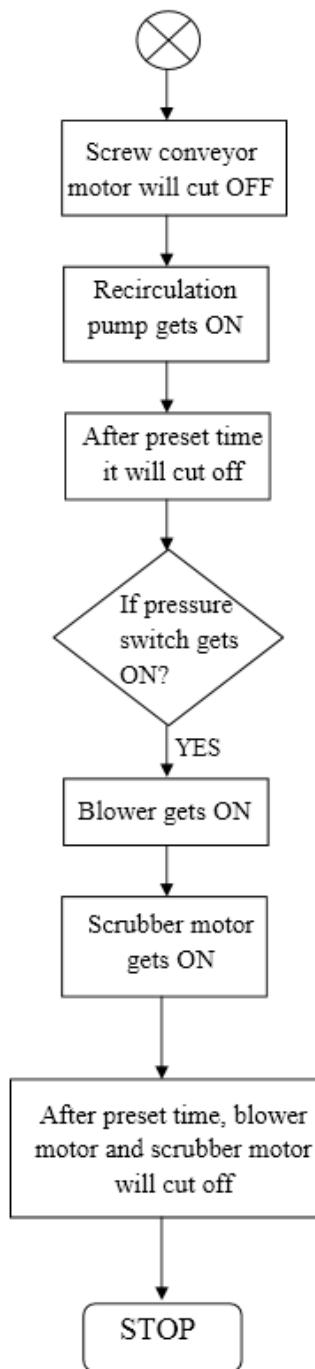 Screw conveyor
motor will cut OFF
Recirculation
pump gets ON
After preset time
it will cut off
If pressure
switch gets
ON?
YES
Blower gets ON
Scrubber motor
gets ON
After preset time, blower
motor and scrubber motor
will cut off
STOP